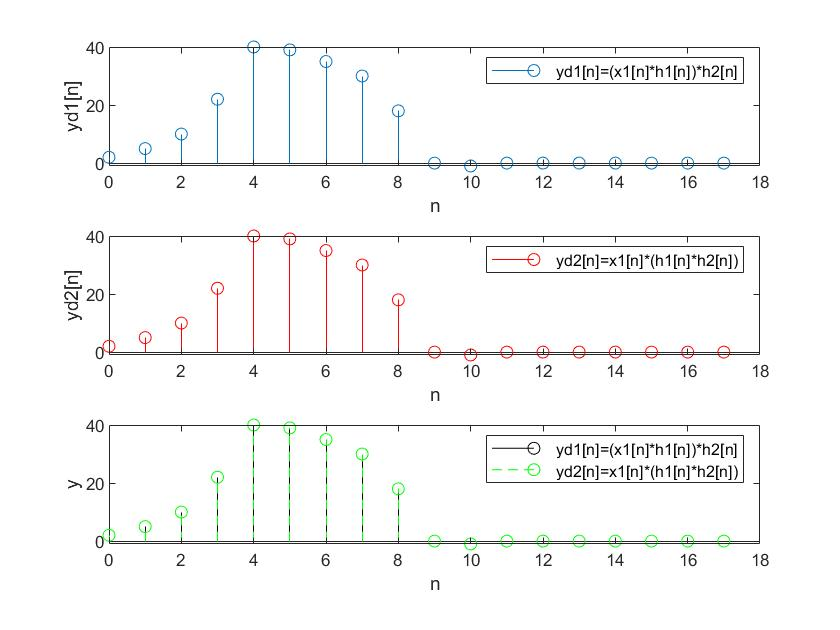 40
20
0
yd1[n]
yd1[n]=(x1[n]*h1[n])*h2[n]
0 2 4 6 8 10 12 14 16 18
n
40
20
0
yd2[n]
yd2[n]=x1[n]*(h1[n]*h2[n])
0 2 4 6 8 10 12 14 16 18
n
40
20
0
y
yd1[n]=(x1[n]*h1[n])*h2[n]
yd2[n]=x1[n]*(h1[n]*h2[n])
0 2 4 6 8 10 12 14 16 18
n